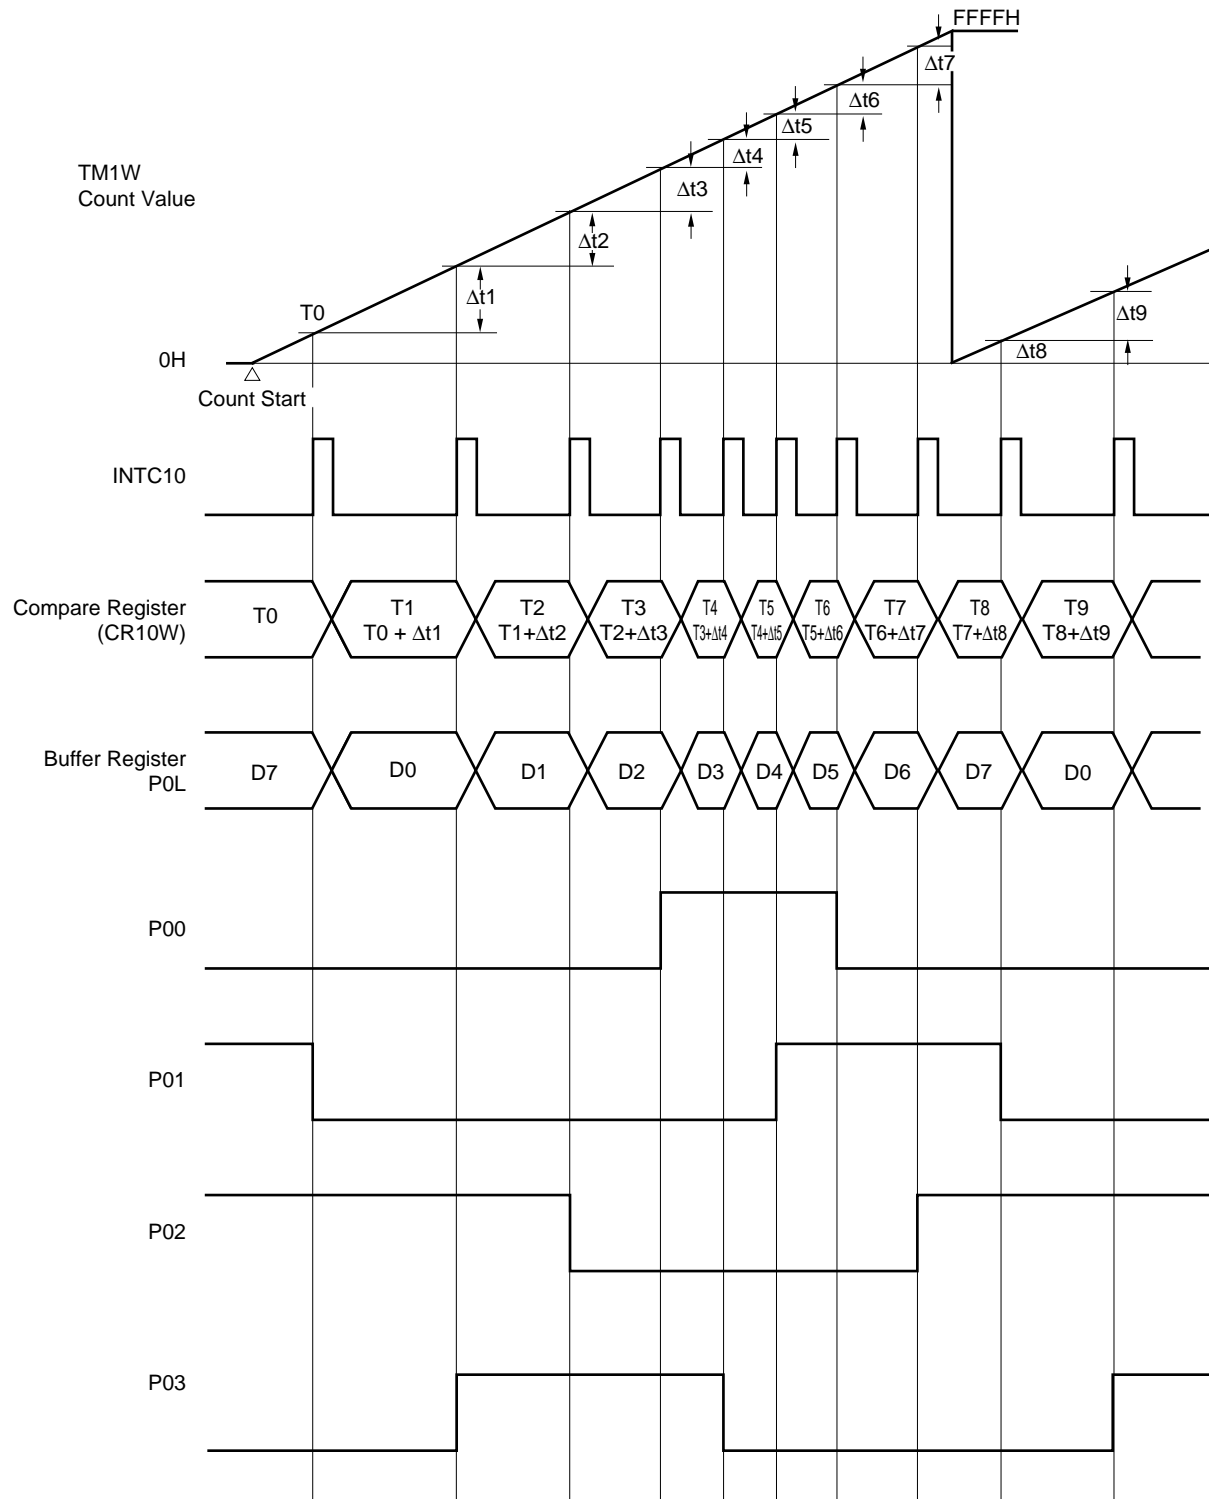 FFFFH
Δt7
Δt6
Δt5
Δt4
Δt3
Δt2
Δt1
TM1W
Count Value
T0
Δt9
Δt8
0H
Count Start
INTC10
Compare Register
(CR10W)
T0
T1
T0 + Δt1
T2
T1+Δt2
T3
T2+Δt3
T4
T3+Δt4
T5
T4+Δt5
T6
T5+Δt6
T7
T6+Δt7
T8
T7+Δt8
T9
T8+Δt9
Buffer Register
P0L
D7
D0
D1
D2
D3
D4
D5
D6
D7
D0
P00
P01
P02
P03